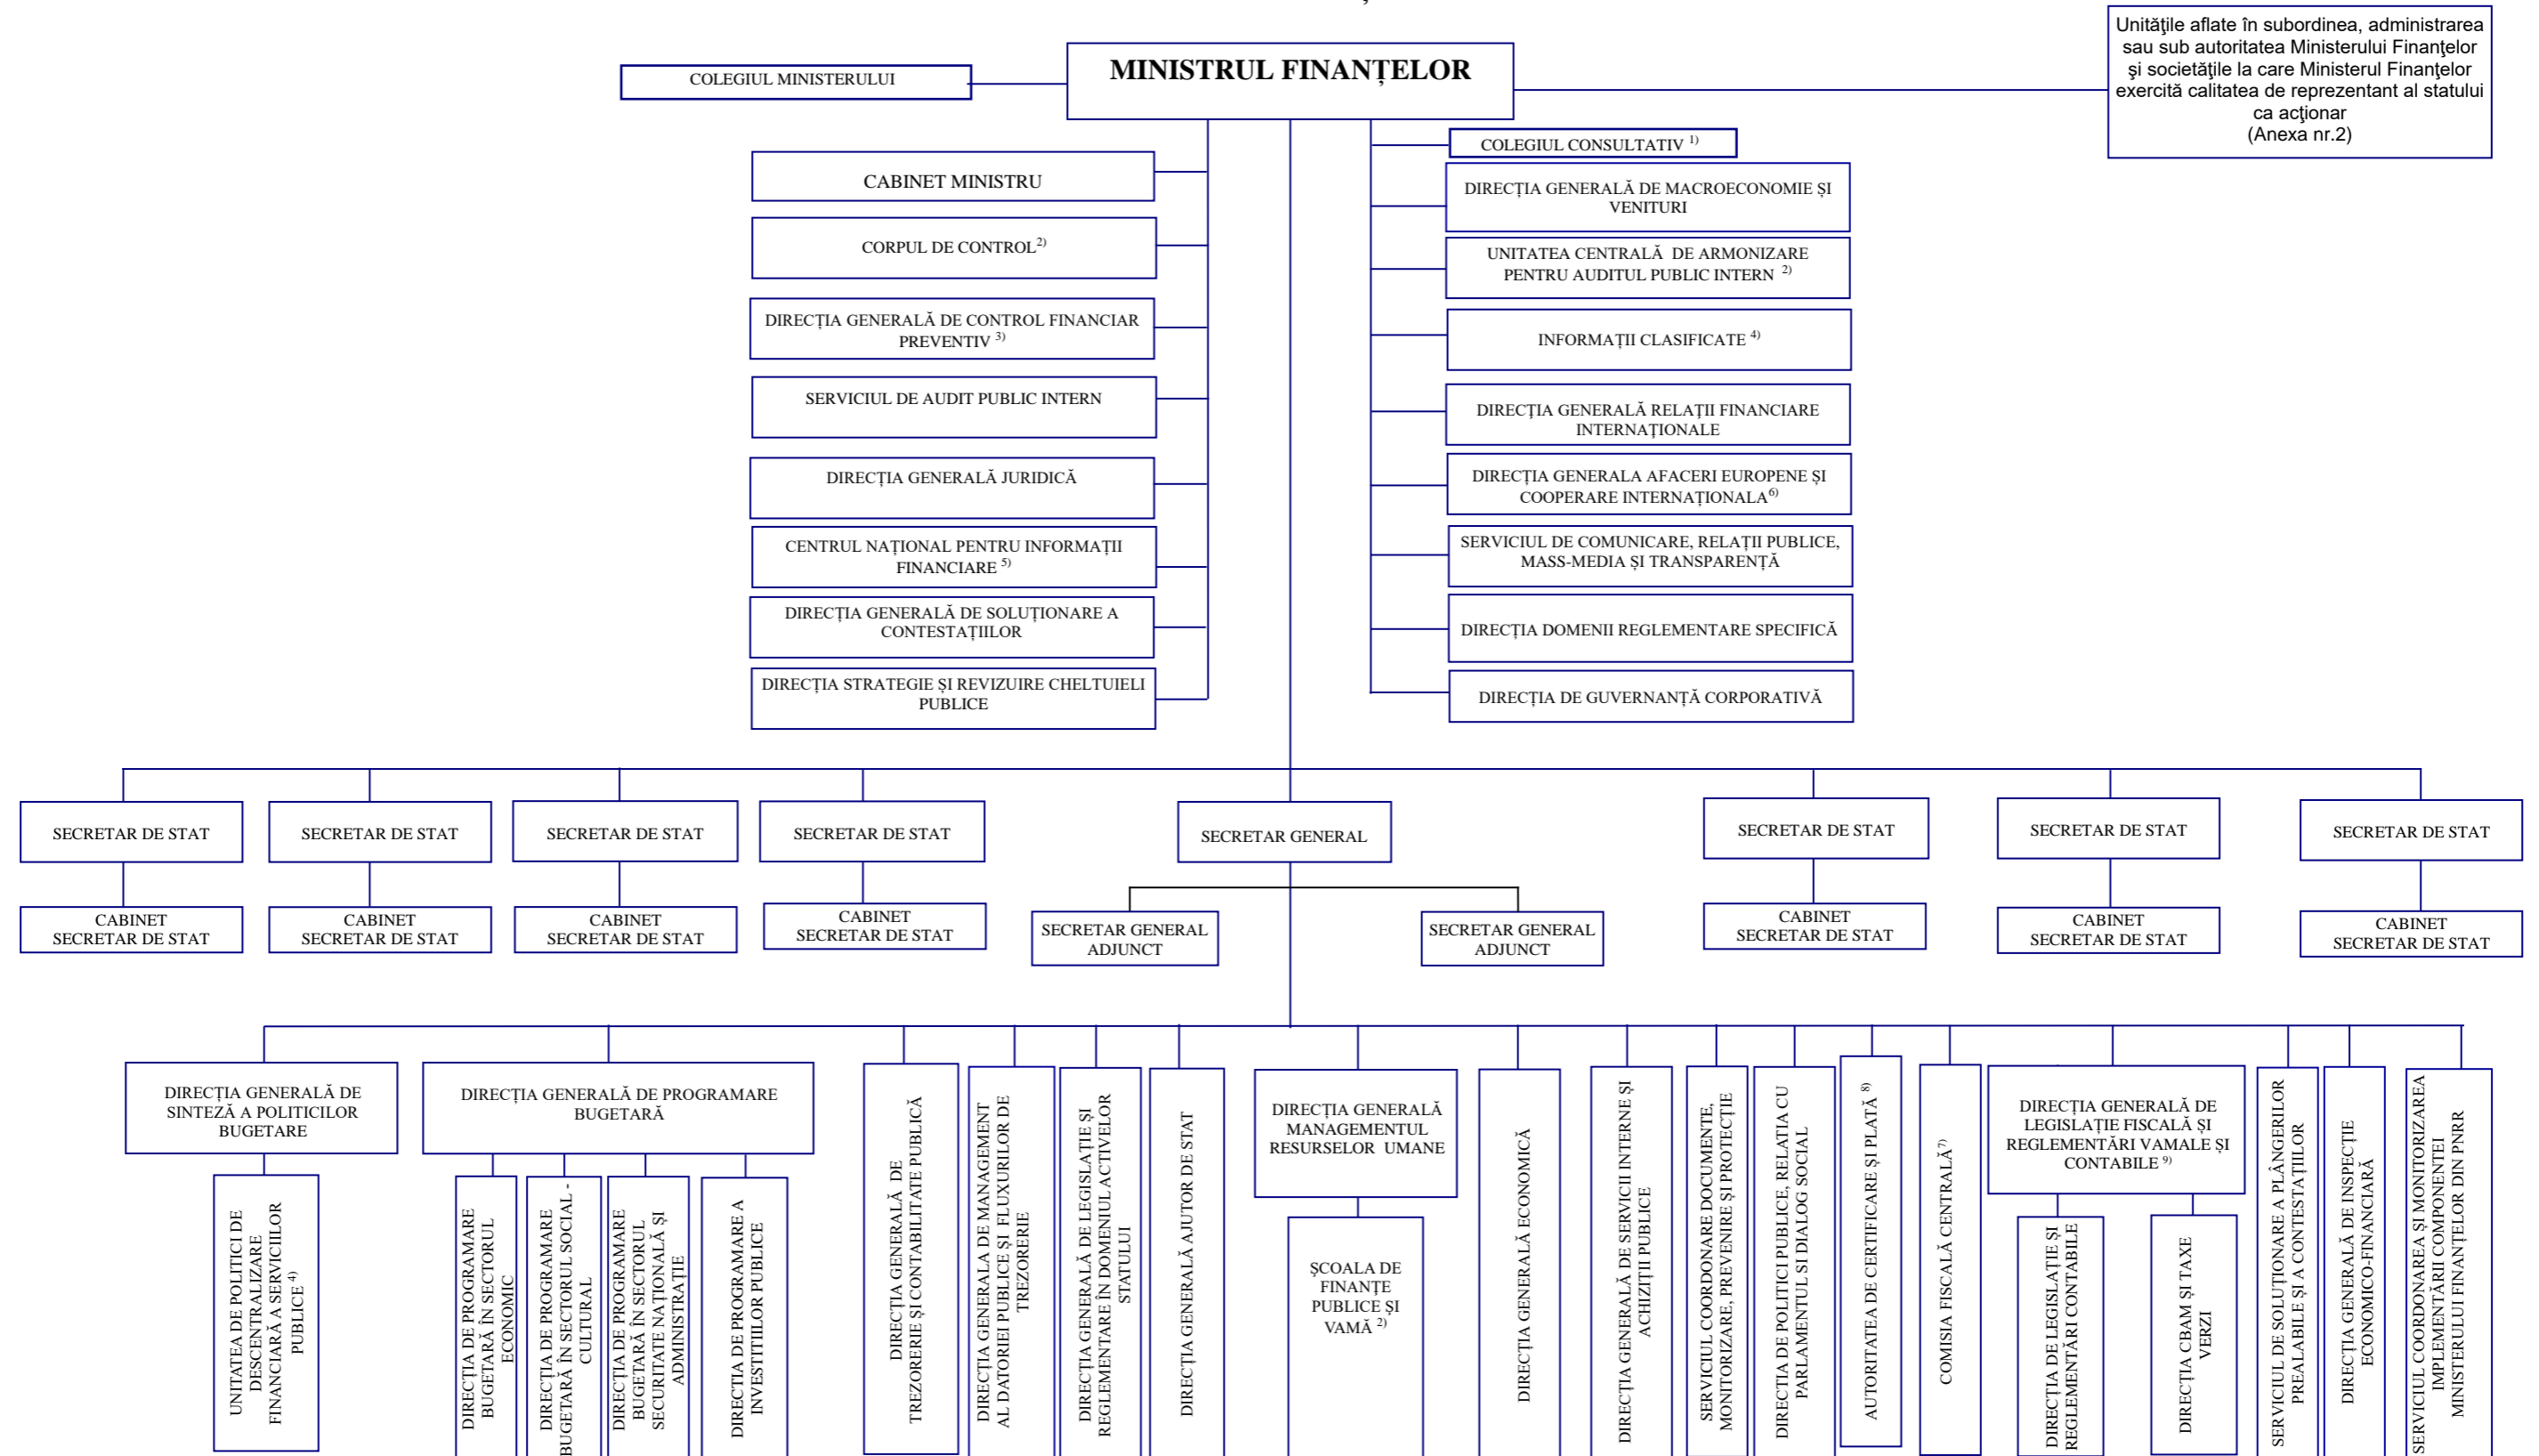 MINISTRUL FINANȚELOR
COLEGIUL MINISTERULUI
Unităţile aflate în subordinea, administrarea
sau sub autoritatea Ministerului Finanţelor
şi societăţile la care Ministerul Finanţelor
exercită calitatea de reprezentant al statului
ca acţionar
(Anexa nr.2)
CABINET MINISTRU
CORPUL DE CONTROL2)
DIRECȚIA GENERALĂ DE CONTROL FINANCIAR
PREVENTIV 3)
SERVICIUL DE AUDIT PUBLIC INTERN
DIRECȚIA GENERALĂ JURIDICĂ
CENTRUL NAȚIONAL PENTRU INFORMAȚII
FINANCIARE 5)
DIRECȚIA GENERALĂ DE SOLUȚIONARE A
CONTESTAȚIILOR
DIRECȚIA STRATEGIE ȘI REVIZUIRE CHELTUIELI
PUBLICE
COLEGIUL CONSULTATIV 1)
DIRECȚIA GENERALĂ DE MACROECONOMIE ȘI
VENITURI
UNITATEA CENTRALĂ DE ARMONIZARE
PENTRU AUDITUL PUBLIC INTERN 2)
INFORMAȚII CLASIFICATE 4)
DIRECȚIA GENERALĂ RELAȚII FINANCIARE
INTERNAȚIONALE
DIRECȚIA GENERALA AFACERI EUROPENE ȘI
COOPERARE INTERNAȚIONALA6)
SERVICIUL DE COMUNICARE, RELAȚII PUBLICE,
MASS-MEDIA ȘI TRANSPARENȚĂ
DIRECȚIA DOMENII REGLEMENTARE SPECIFICĂ
DIRECȚIA DE GUVERNANȚĂ CORPORATIVĂ
SECRETAR DE STAT
SECRETAR DE STAT
SECRETAR DE STAT
SECRETAR DE STAT
SECRETAR GENERAL
SECRETAR DE STAT
SECRETAR DE STAT
SECRETAR DE STAT
CABINET
SECRETAR DE STAT
CABINET
SECRETAR DE STAT
CABINET
SECRETAR DE STAT
CABINET
SECRETAR DE STAT
SECRETAR GENERAL
ADJUNCT
SECRETAR GENERAL
ADJUNCT
CABINET
SECRETAR DE STAT
CABINET
SECRETAR DE STAT
CABINET
SECRETAR DE STAT
DIRECȚIA GENERALĂ DE
SINTEZĂ A POLITICILOR
BUGETARE
UNITATEA DE POLITICI DE
DESCENTRALIZARE
FINANCIARĂ A SERVICIILOR
PUBLICE 4)
DIRECȚIA GENERALĂ DE PROGRAMARE
BUGETARĂ
DIRECȚIA DE PROGRAMARE
BUGETARĂ ÎN SECTORUL
ECONOMIC
DIRECȚIA DE PROGRAMARE
BUGETARĂ ÎN SECTORUL SOCIAL -
CULTURAL
DIRECȚIA DE PROGRAMARE
BUGETARĂ ÎN SECTORUL
SECURITATE NAȚIONALĂ ȘI
ADMINISTRAȚIE
DIRECTIA DE PROGRAMARE A
INVESTITIILOR PUBLICE
DIRECȚIA GENERALĂ DE
TREZORERIE ȘI CONTABILITATE PUBLICĂ
DIRECȚIA GENERALA DE MANAGEMENT
AL DATORIEI PUBLICE ȘI FLUXURILOR DE
TREZORERIE
DIRECȚIA GENERALĂ DE LEGISLAȚIE ȘI
REGLEMENTARE ÎN DOMENIUL ACTIVELOR
STATULUI
DIRECȚIA GENERALĂ AJUTOR DE STAT
DIRECȚIA GENERALĂ
MANAGEMENTUL
RESURSELOR UMANE
ŞCOALA DE
FINANȚE
PUBLICE ȘI
VAMĂ 2)
DIRECȚIA GENERALĂ ECONOMICĂ
DIRECȚIA GENERALĂ DE SERVICII INTERNE ȘI
ACHIZIȚII PUBLICE
SERVICIUL COORDONARE DOCUMENTE,
MONITORIZARE, PREVENIRE ȘI PROTECȚIE
DIRECTIA DE POLITICI PUBLICE, RELATIA CU
PARLAMENTUL SI DIALOG SOCIAL
AUTORITATEA DE CERTIFICARE ȘI PLATĂ 8)
COMISIA FISCALĂ CENTRALĂ7)
DIRECȚIA GENERALĂ DE
LEGISLAȚIE FISCALĂ ȘI
REGLEMENTĂRI VAMALE ȘI
CONTABILE 9)
DIRECȚIA DE LEGISLAȚIE ȘI
REGLEMENTĂRI CONTABILE
DIRECȚIA CBAM ȘI TAXE
VERZI
SERVICIUL DE SOLUȚIONARE A PLÂNGERILOR
PREALABILE ȘI A CONTESTAȚIILOR
DIRECȚIA GENERALĂ DE INSPECȚIE
ECONOMICO-FINANCIARĂ
SERVICIUL COORDONAREA ȘI MONITORIZAREA
IMPLEMENTĂRII COMPONENTEI
MINISTERULUI FINANȚELOR DIN PNRR